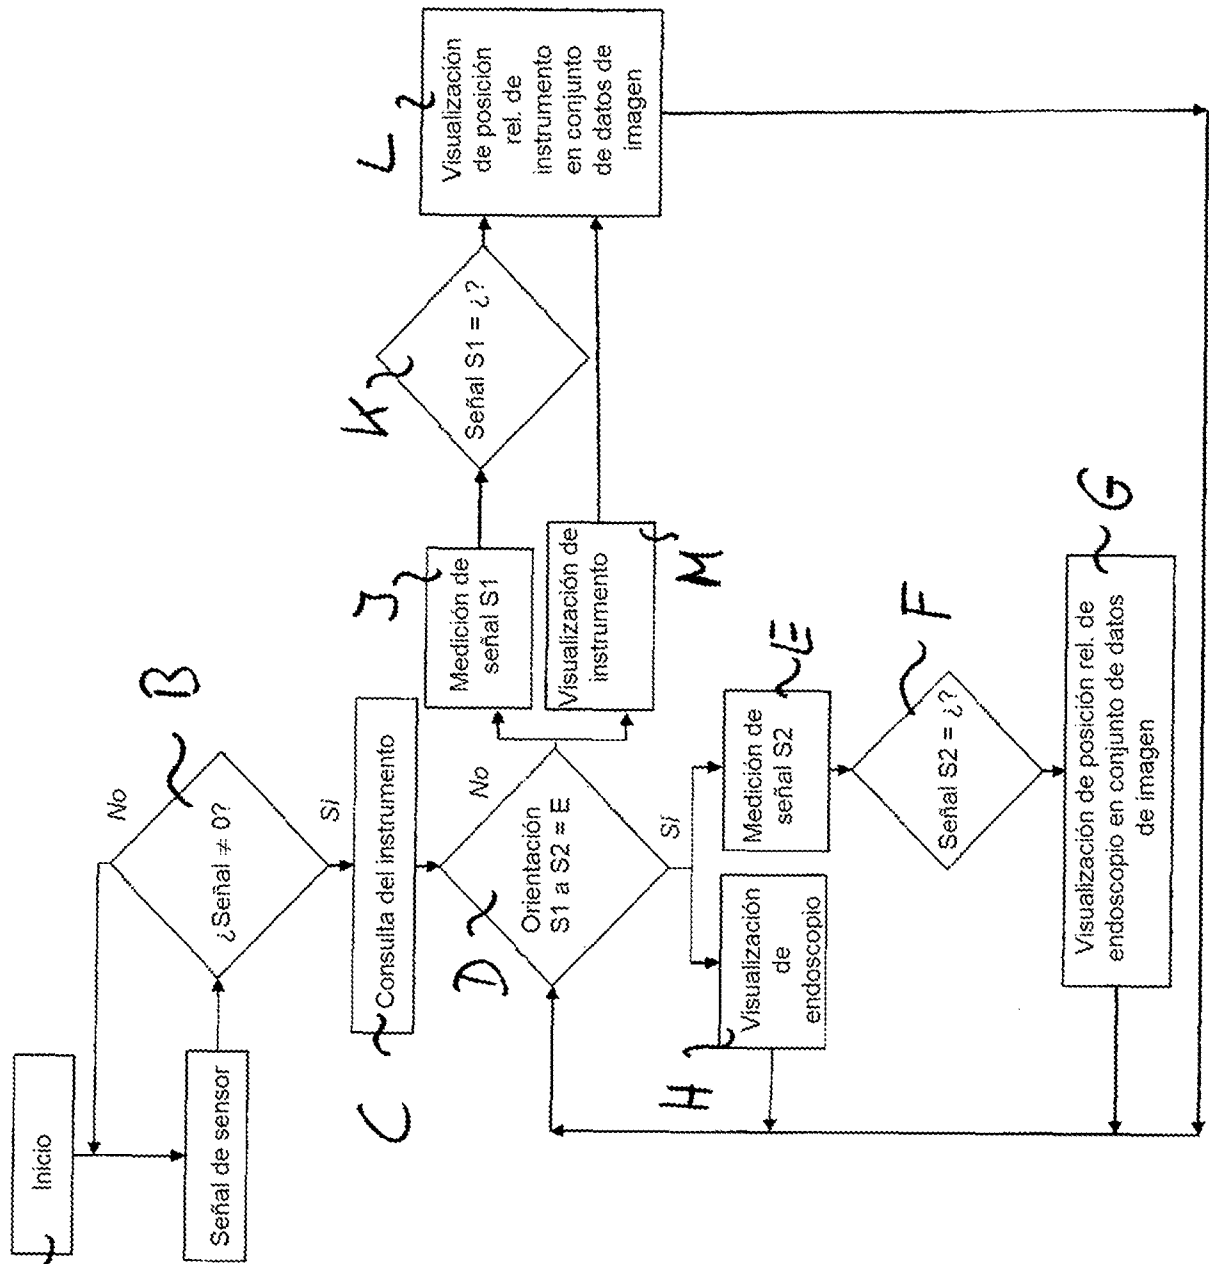 Inicio
Señal de sensor
No
B
¿Señal ≠ 0?
Sí
C
Consulta del instrumento
D
Orientación
S1 a S2 = E
No
Sí
J
Medición de
señal S1
K
Señal S1 = ¿?
L
Visualización
de posición
rel. de
instrumento
en conjunto
de datos de
imagen
Visualización de
instrumento
M
H
Visualización
de
endoscopio
Medición de
señal S2
E
F
Señal S2 = ¿?
G
Visualización de posición rel. de
endoscopio en conjunto de datos
de imagen